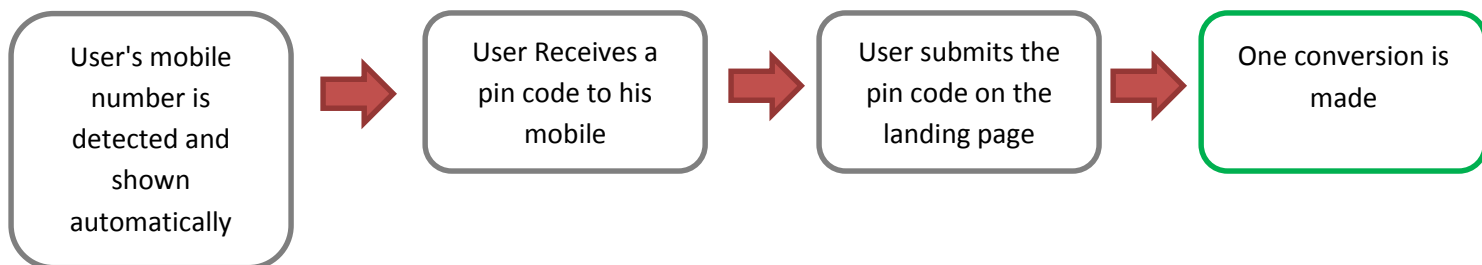 User's mobile
number is
detected and
shown
automatically
User Receives a
pin code to his
mobile
User submits the
pin code on the
landing page
One conversion is
made